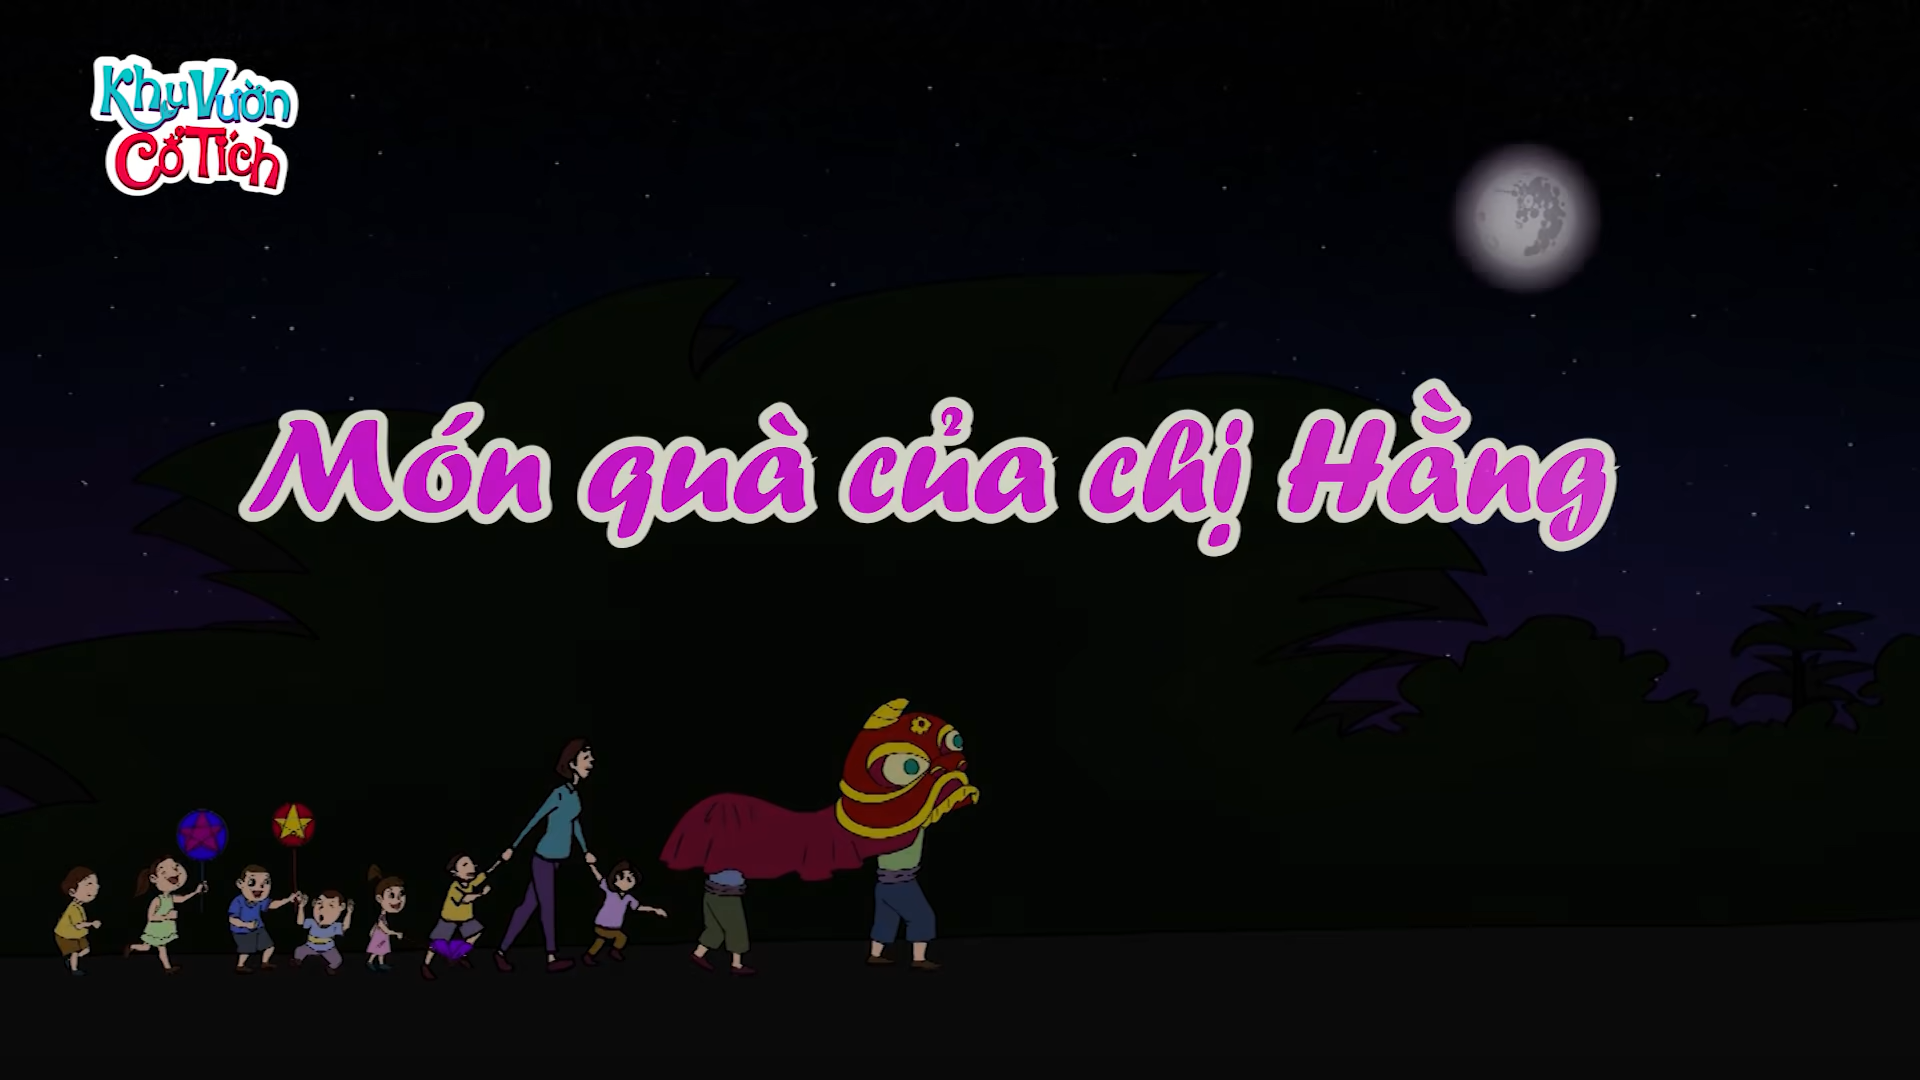 Khu Vườn
Cổ Tích
Món quà của chị Hằng